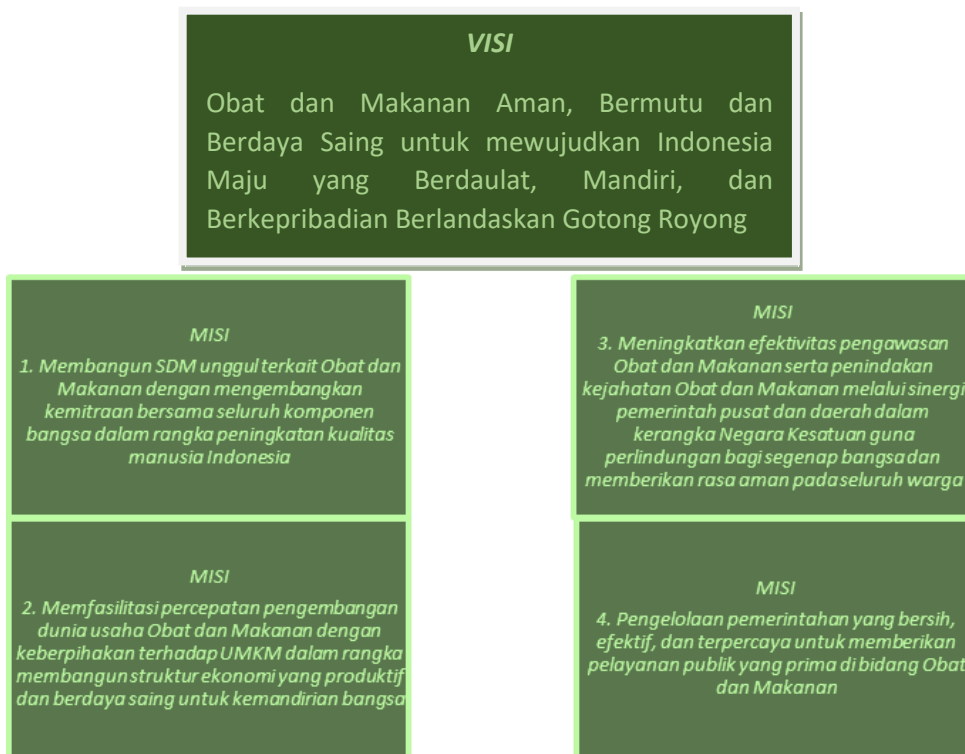 VISI
Obat dan Makanan Aman, Bermutu dan
Berdaya Saing untuk mewujudkan Indonesia
Maju yang Berdaulat, Mandiri, dan
Berkepribadian Berlandaskan Gotong Royong
MISI
1. Membangun SDM unggul terkait Obat dan
Makanan dengan mengembangkan
kemitraan bersama seluruh komponen
bangsa dalam rangka peningkatan kualitas
manusia Indonesia
MISI
2. Memfasilitasi percepatan pengembangan
dunia usaha Obat dan Makanan dengan
keberpihakan terhadap UMKM dalam rangka
membangun struktur ekonomi yang produktif
dan berdaya saing untuk kemandirian bangsa
MISI
3. Meningkatkan efektivitas pengawasan
Obat dan Makanan serta penindakan
kejahatan Obat dan Makanan melalui sinergi
pemerintah pusat dan daerah dalam
kerangka Negara Kesatuan guna
perlindungan bagi segenap bangsa dan
memberikan rasa aman pada seluruh warga
MISI
4. Pengelolaan pemerintahan yang bersih,
efektif, dan terpercaya untuk memberikan
pelayanan publik yang prima di bidang Obat
dan Makanan